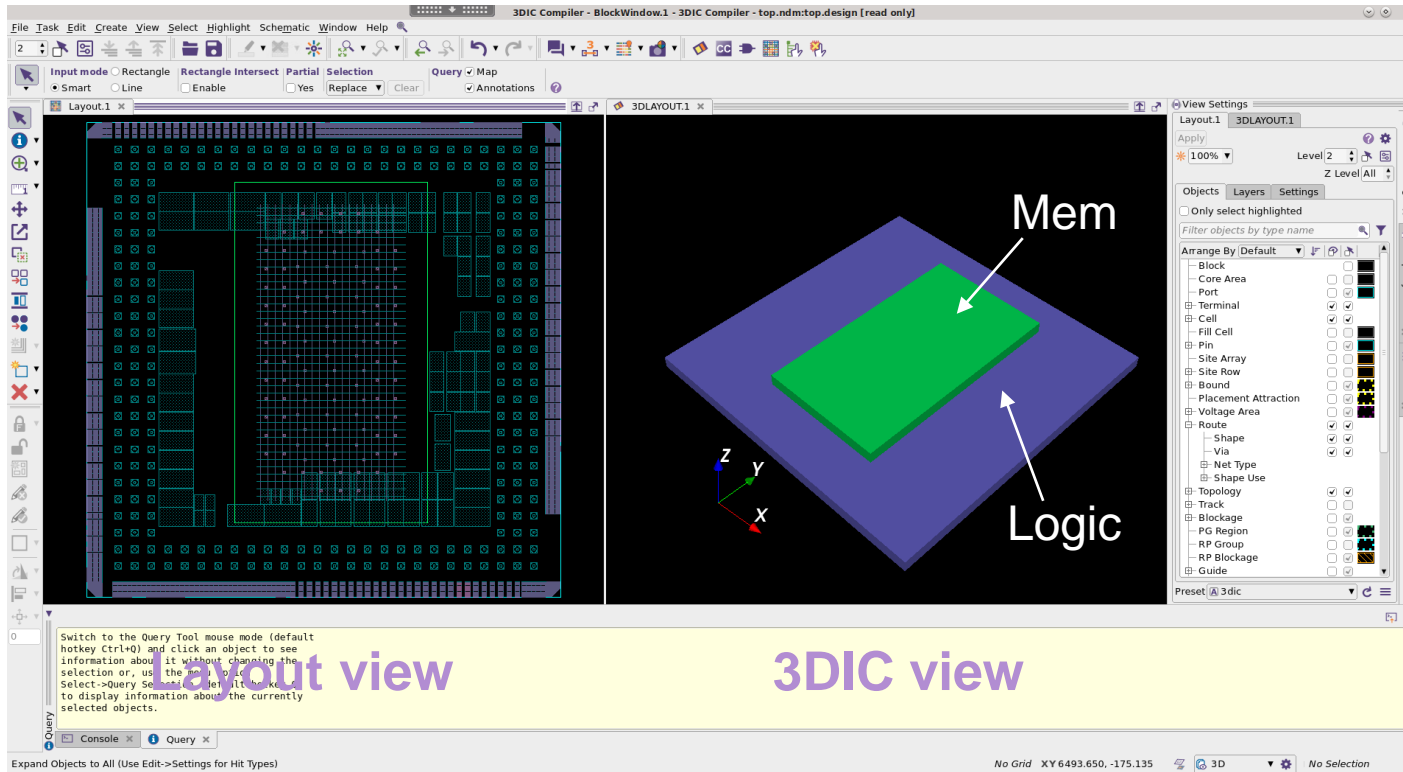 3DIC Compiler - BlockWindow.1 - 3DIC Compiler - top.ndm:top.design [read only]
File Task Edit Create View Select Highlight Schematic Window Help
2
Input mode Rectangle Rectangle Intersect Partial Selection Query Map
Smart Line Enable Yes Replace Clear Annotations
Layout.1
3DLAYOUT.1
Mem
Logic
Z
Y
X
View Settings
Layout.1 3DLAYOUT.1
Apply
100% Level 2
Z Level All
Objects Layers Settings
Only select highlighted
Filter objects by type name
Arrange By Default
Block
Core Area
Port
Terminal
Cell
Fill Cell
Pin
Site Array
Site Row
Bound
Placement Attraction
Voltage Area
Route
Shape
Via
Net Type
Shape Use
Topology
Track
Blockage
PG Region
RP Group
RP Blockage
Guide
Preset A 3dic
0
Switch to the Query Tool mouse mode (default
hotkey Ctrl+Q) and click an object to see
information about it without changing the
selection or, use the menu
Select->Query
to display information about the currently
selected objects.
Layout view
3DIC view
Query
Console Query
Expand Objects to All (Use Edit->Settings for Hit Types)
No Grid XY 6493.650, -175.135 3D No Selection